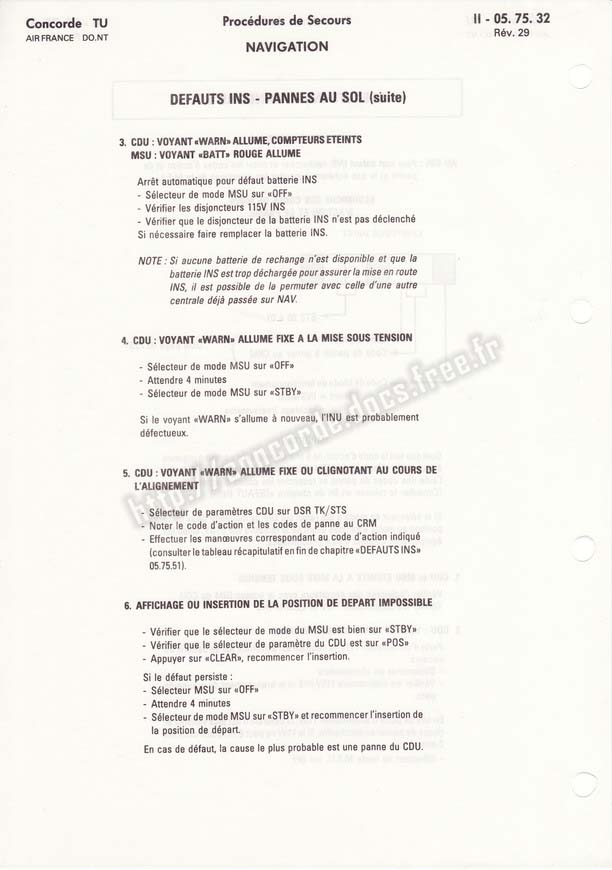 Concorde TU
AIR FRANCE DO.NT
Procédures de Secours
NAVIGATION
II - 05. 75. 32
Rév. 29
DEFAUTS INS - PANNES AU SOL (suite)
3. CDU : VOYANT «WARN» ALLUME, COMPTEURS ETEINTS
MSU : VOYANT «BATT» ROUGE ALLUME
Arrêt automatique pour défaut batterie INS
- Sélecteur de mode MSU sur «OFF»
- Vérifier les disjoncteurs 115V INS
- Vérifier que le disjoncteur de la batterie INS n'est pas déclenché
Si nécessaire faire remplacer la batterie INS.
NOTE : Si aucune batterie de rechange n'est disponible et que la
batterie INS est trop déchargée pour assurer la mise en route
INS, il est possible de la permuter avec celle d'une autre
centrale déjà passée sur NAV.
4. CDU : VOYANT «WARN» ALLUME FIXE A LA MISE SOUS TENSION
- Sélecteur de mode MSU sur «OFF»
- Attendre 4 minutes
- Sélecteur de mode MSU sur «STBY»
Si le voyant «WARN» s'allume à nouveau, l'INU est probablement
défectueux.
5. CDU : VOYANT «WARN» ALLUME FIXE OU CLIGNOTANT AU COURS DE
L'ALIGNEMENT
- Sélecteur de paramètres CDU sur DSR TK/STS
- Noter le code d'action et les codes de panne au CRM
- Effectuer les manœuvres correspondant au code d'action indiqué
(consulter le tableau récapitulatif en fin de chapitre «DEFAUTS INS»
05.75.51).
6. AFFICHAGE OU INSERTION DE LA POSITION DE DEPART IMPOSSIBLE
- Vérifier que le sélecteur de mode du MSU est bien sur «STBY»
- Vérifier que le sélecteur de paramètre du CDU est sur «POS»
- Appuyer sur «CLEAR», recommencer l'insertion.
Si le défaut persiste :
- Sélecteur MSU sur «OFF»
- Attendre 4 minutes
- Sélecteur de mode MSU sur «STBY» et recommencer l'insertion de
la position de départ.
En cas de défaut, la cause le plus probable est une panne du CDU.
http://concorde.docs.free.fr